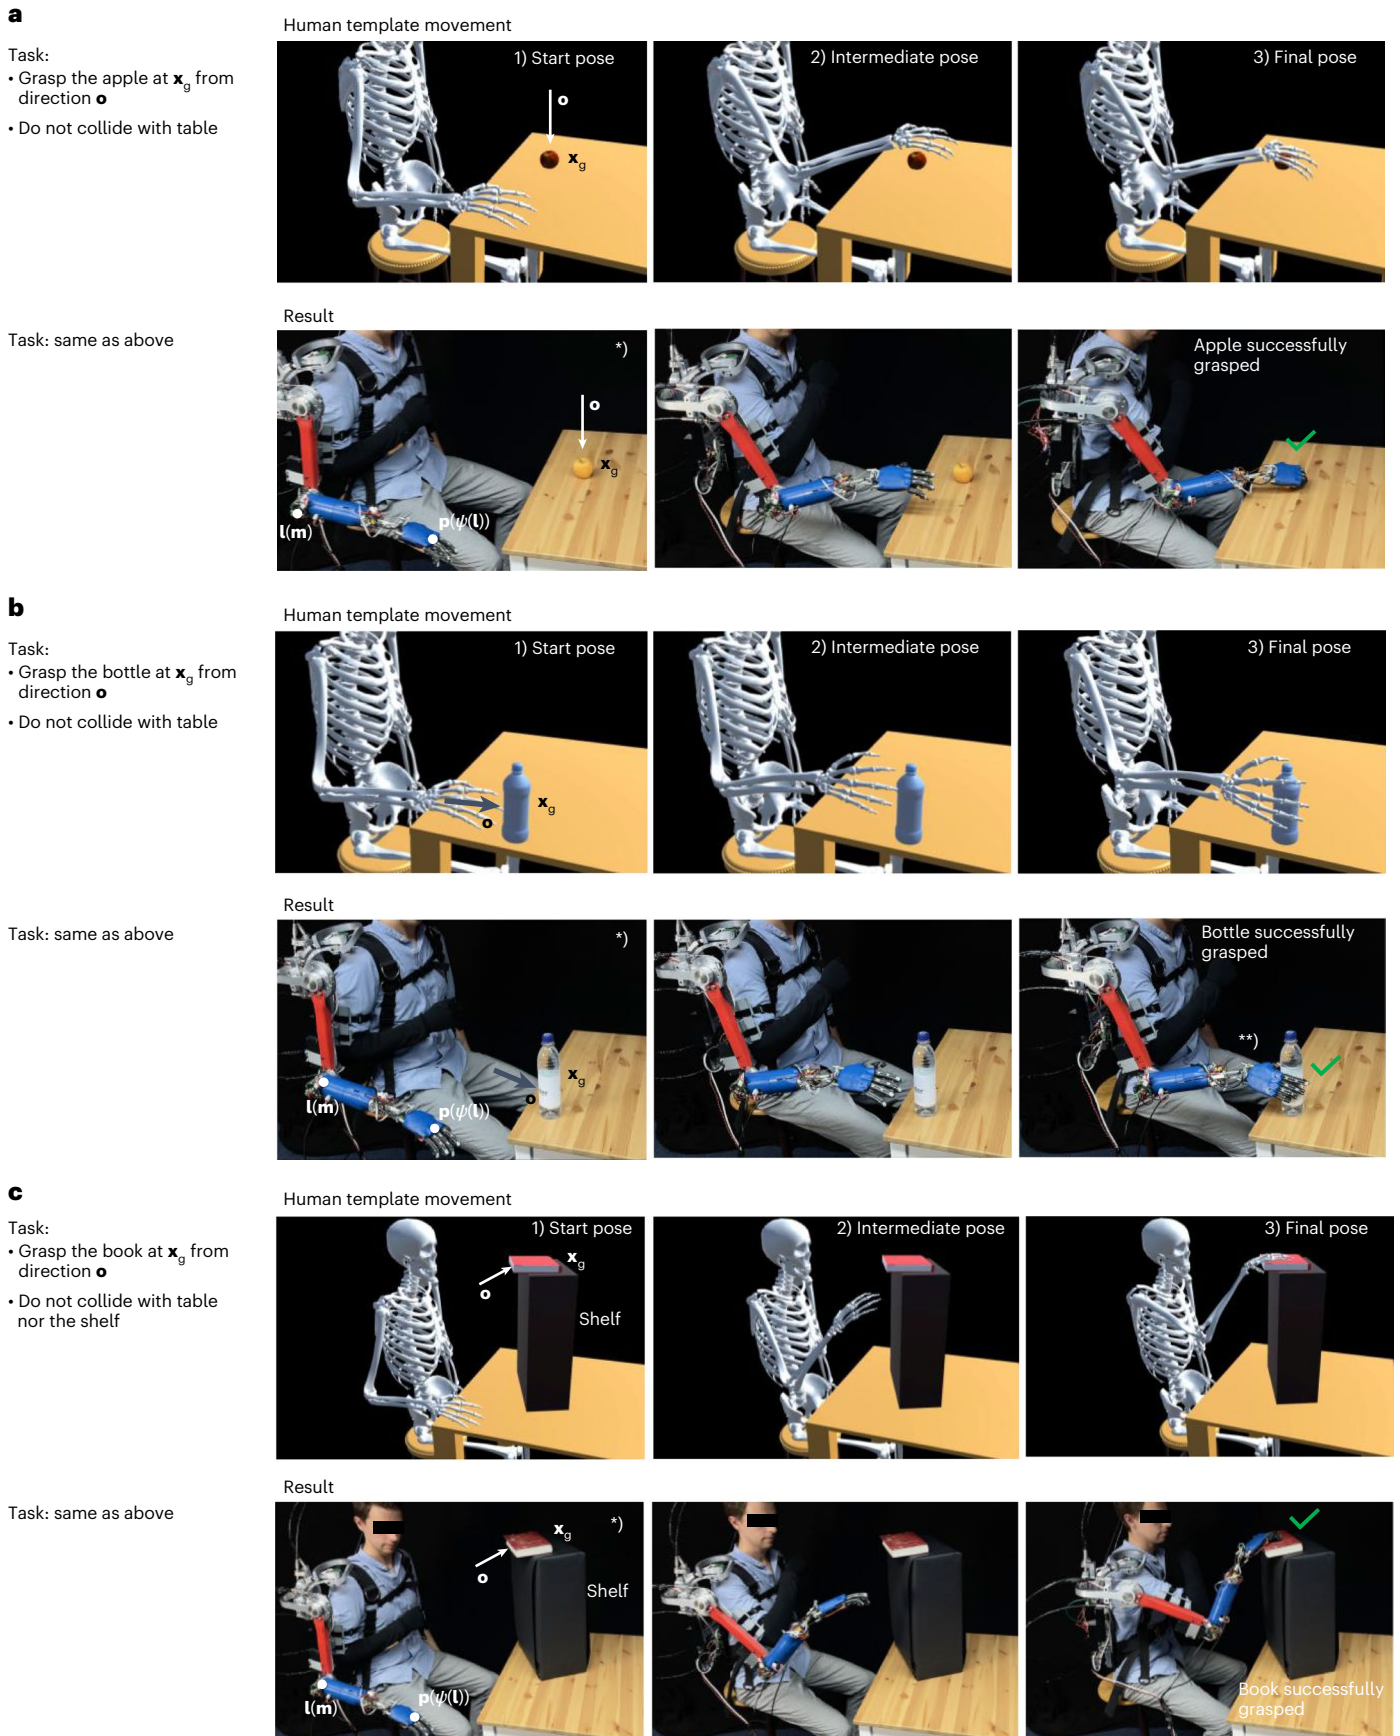 a
Human template movement
Task:
• Grasp the apple at xg from
direction o
• Do not collide with table
1) Start pose
o
xg
2) Intermediate pose
3) Final pose
Result
Task: same as above
*)
o
xg
l(m)
p(ψ(l))
Apple successfully
grasped
b
Human template movement
Task:
• Grasp the bottle at xg from
direction o
• Do not collide with table
1) Start pose
xg
o
2) Intermediate pose
3) Final pose
Result
Task: same as above
*)
xg
o
l(m)
p(ψ(l))
Bottle successfully
grasped
**)
c
Human template movement
Task:
• Grasp the book at xg from
direction o
• Do not collide with table
nor the shelf
1) Start pose
xg
o
Shelf
2) Intermediate pose
3) Final pose
Result
Task: same as above
xg
*)
o
Shelf
l(m)
p(ψ(l))
Book successfully
grasped